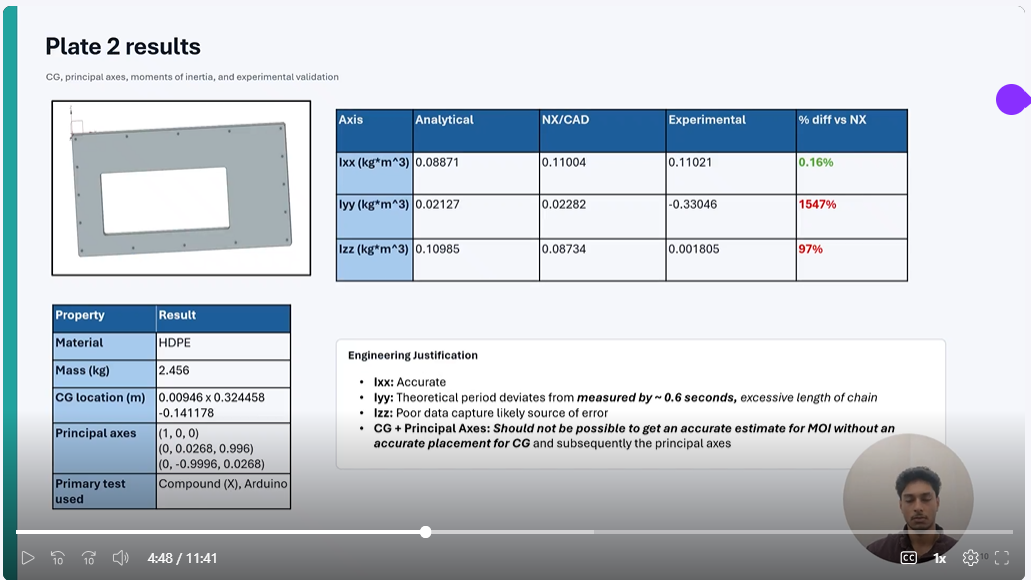 Plate 2 results
CG, principal axes, moments of inertia, and experimental validation
Axis Analytical NX/CAD Experimental % diff vs NX
Ixx (kg*m^3) 0.08871 0.11004 0.11021 0.16%
Iyy (kg*m^3) 0.02127 0.02282 -0.33046 1547%
Izz (kg*m^3) 0.10985 0.08734 0.001805 97%
Property Result
Material HDPE
Mass (kg) 2.456
CG location (m) 0.00946 x 0.324458
-0.141178
Principal axes (1, 0, 0)
(0, 0.0268, 0.996)
(0, -0.9996, 0.0268)
Primary test used Compound (X), Arduino
Engineering Justification
• Ixx: Accurate
• Iyy: Theoretical period deviates from measured by ~ 0.6 seconds, excessive length of chain
• Izz: Poor data capture likely source of error
• CG + Principal Axes: Should not be possible to get an accurate estimate for MOI without an
accurate placement for CG and subsequently the principal axes
10 10 4:48 / 11:41 CC 1x 10